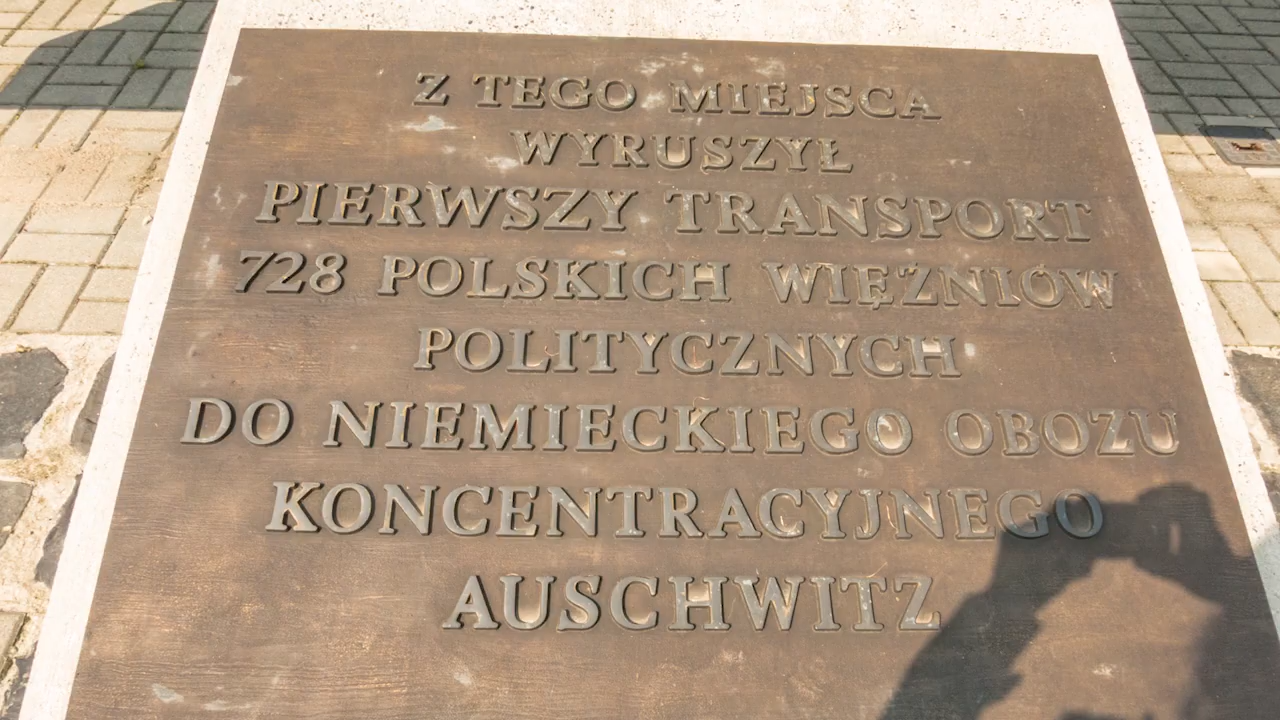 Z TEGO MIEJSCA
WYRUSZYŁ
PIERWSZY TRANSPORT
728 POLSKICH WIĘŹNIÓW
POLITYCZNYCH
DO NIEMIECKIEGO OBOZU
KONCENTRACYJNEGO
AUSCHWITZ